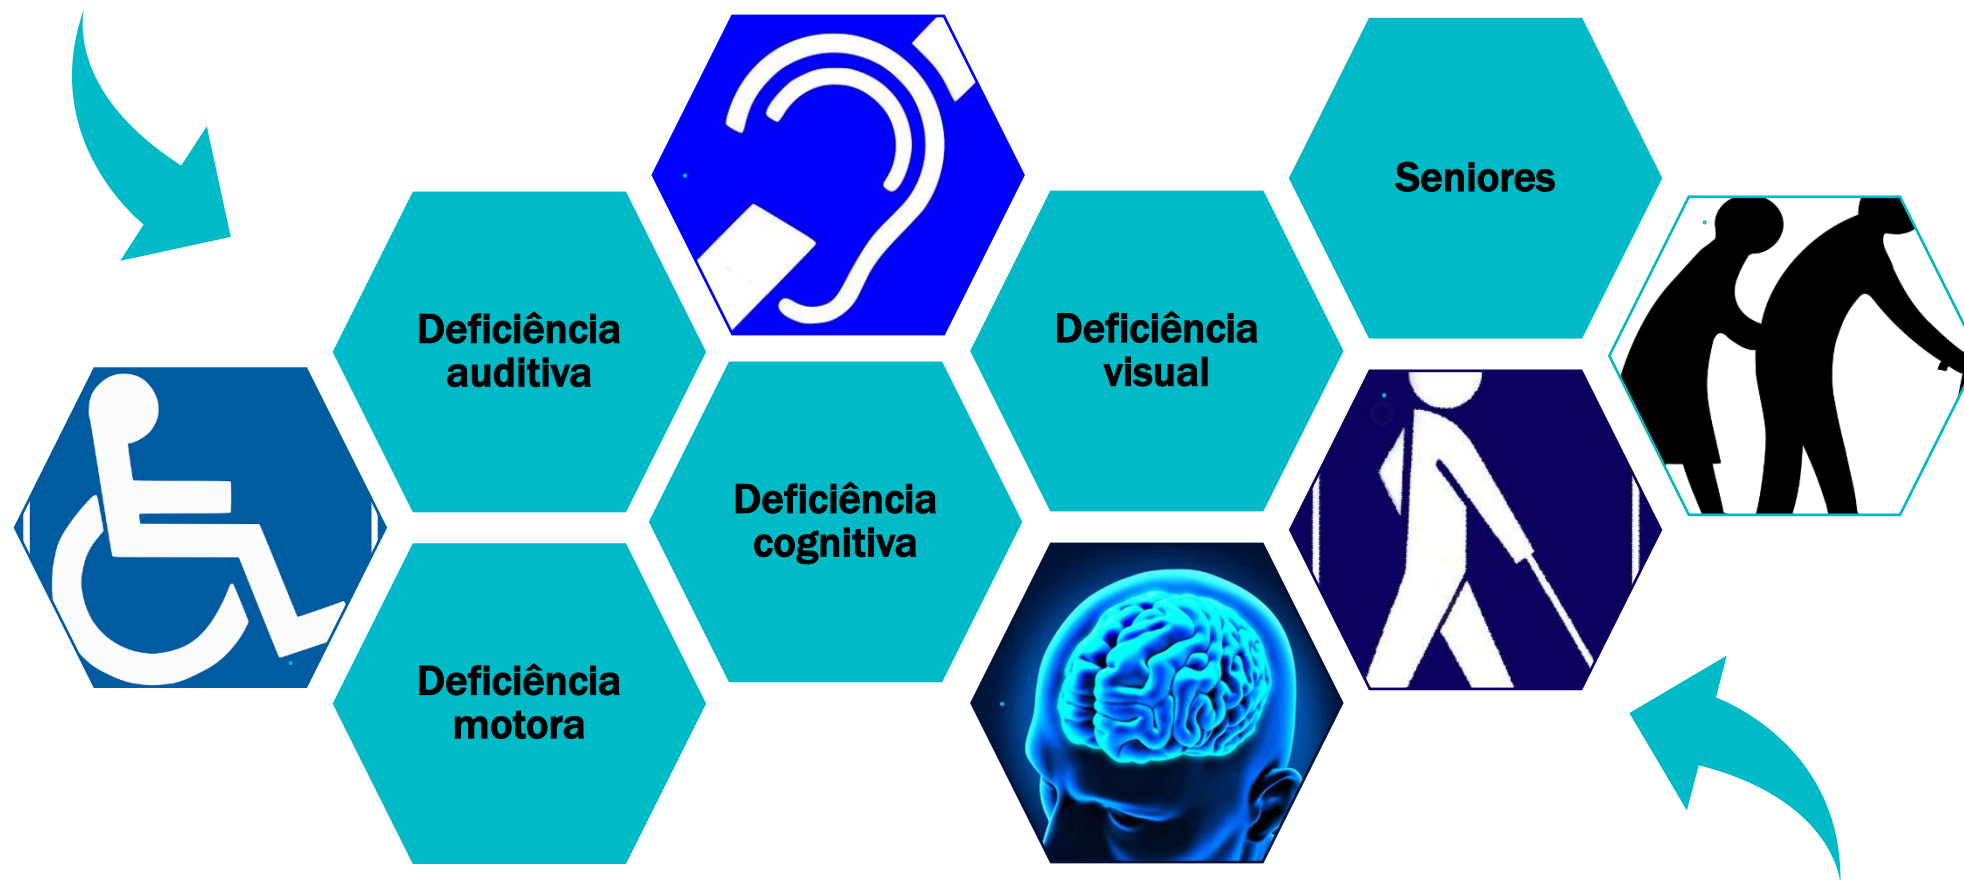 Seniores
Deficiência
auditiva
Deficiência
visual
Deficiência
cognitiva
Deficiência
motora